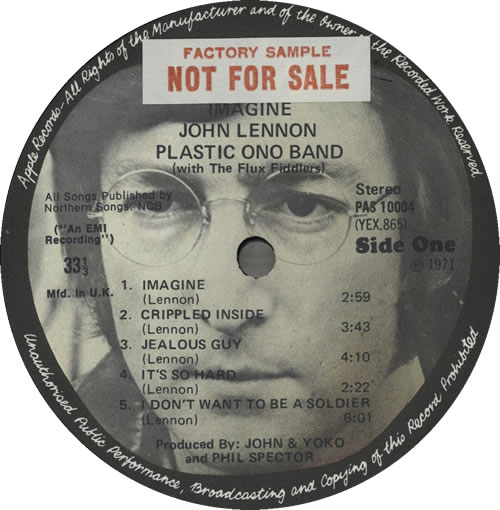 FACTORY SAMPLE
NOT FOR SALE
Apple Records - All Rights of the Manufacturer and of the Owner of the Recorded Work Reserved
IMAGINE
JOHN LENNON
PLASTIC ONO BAND
(with The Flux Fiddlers)
All Songs Published by
Northern Songs. NCB
("An EMI
Recording")
33⅓
Mfd. in U.K.
Stereo
PAS 10004
(YEX.865)
Side One
℗ 1971
1. IMAGINE
(Lennon) 2:59
2. CRIPPLED INSIDE
(Lennon) 3:43
3. JEALOUS GUY
(Lennon) 4:10
4. IT'S SO HARD
(Lennon) 2:22
5. I DON'T WANT TO BE A SOLDIER
(Lennon) 6:01
Produced By: JOHN & YOKO
and PHIL SPECTOR
Unauthorised Public Performance, Broadcasting and Copying of this Record Prohibited